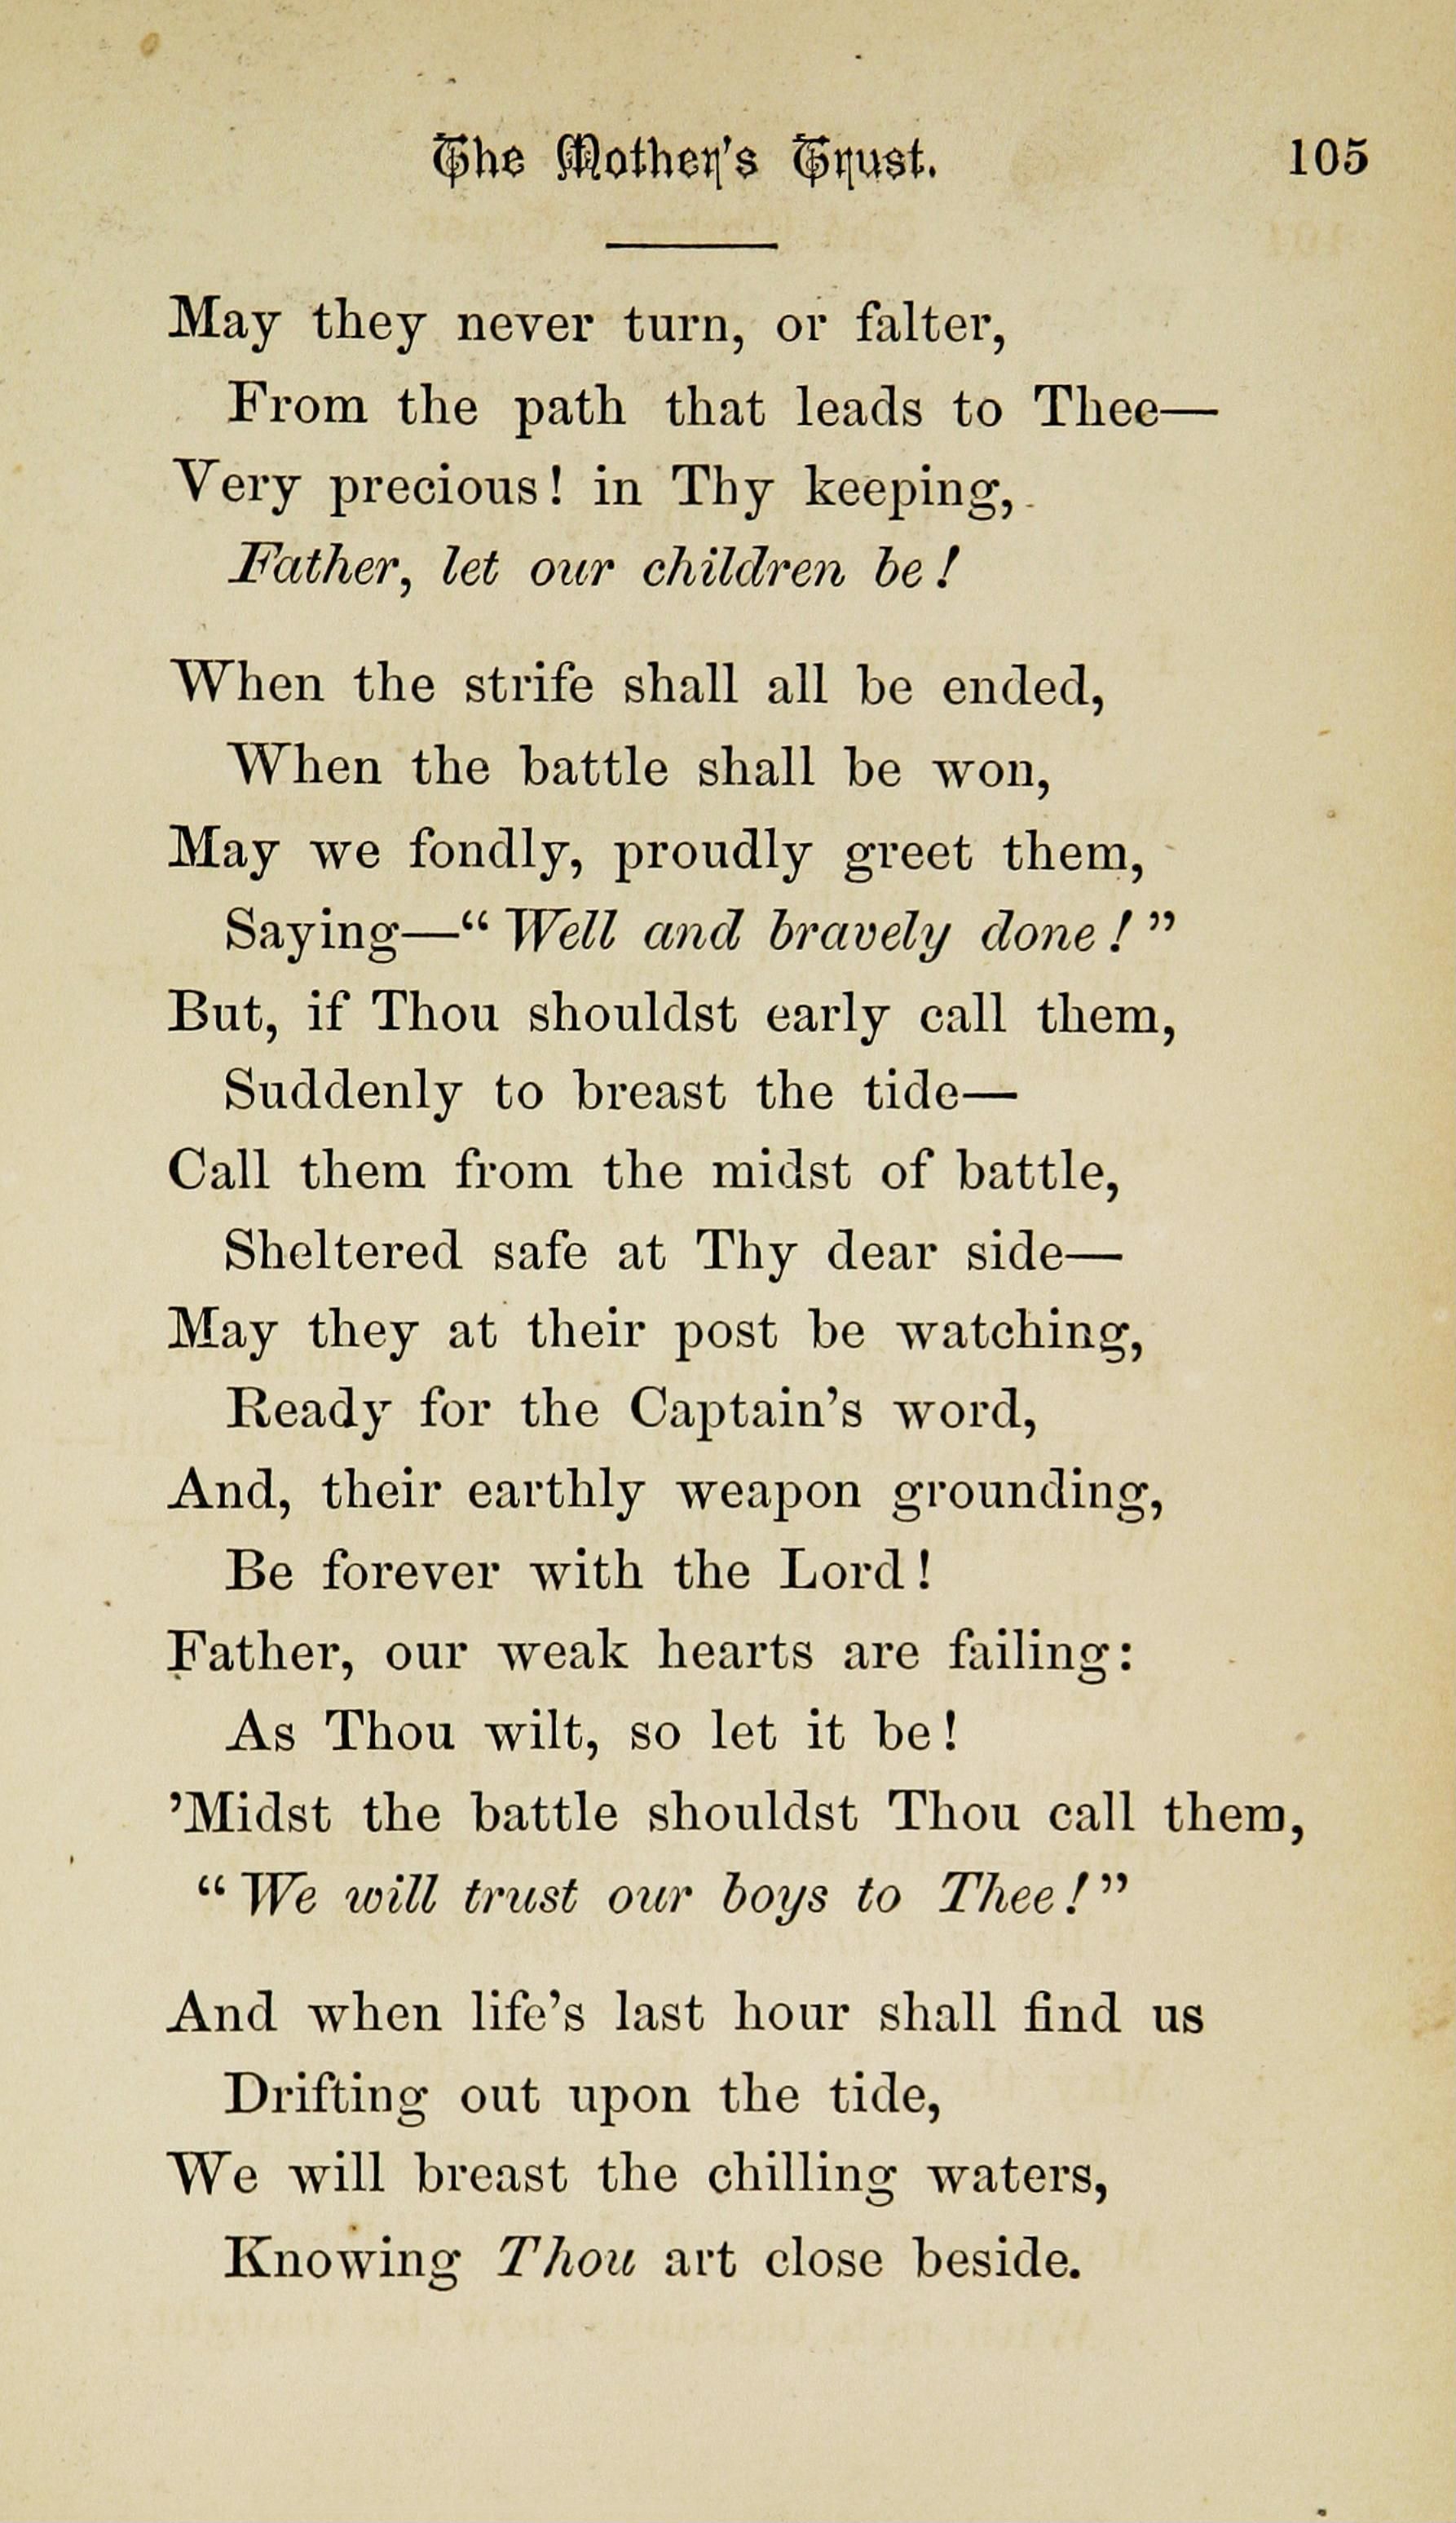 The Mother's Trust. 105
May they never turn, or falter,
From the path that leads to Thee—
Very precious! in Thy keeping,
Father, let our children be!
When the strife shall all be ended,
When the battle shall be won,
May we fondly, proudly greet them,
Saying—“Well and bravely done!”
But, if Thou shouldst early call them,
Suddenly to breast the tide—
Call them from the midst of battle,
Sheltered safe at Thy dear side—
May they at their post be watching,
Ready for the Captain’s word,
And, their earthly weapon grounding,
Be forever with the Lord!
Father, our weak hearts are failing:
As Thou wilt, so let it be!
’Midst the battle shouldst Thou call them,
“We will trust our boys to Thee!”
And when life’s last hour shall find us
Drifting out upon the tide,
We will breast the chilling waters,
Knowing Thou art close beside.